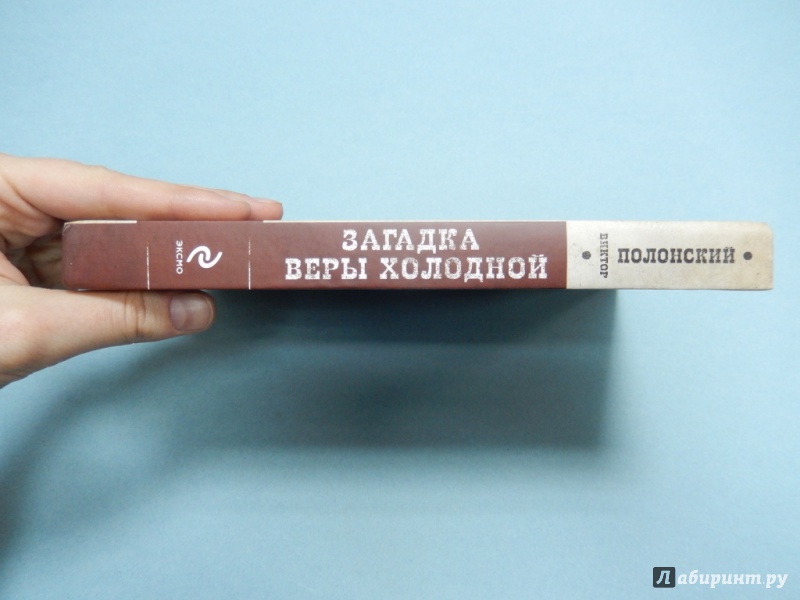 ЗАГАДКА
ВЕРЫ ХОЛОДНОЙ
ВИКТОР
• ПОЛОНСКИЙ •
ЭКСМО
Лабиринт.ру